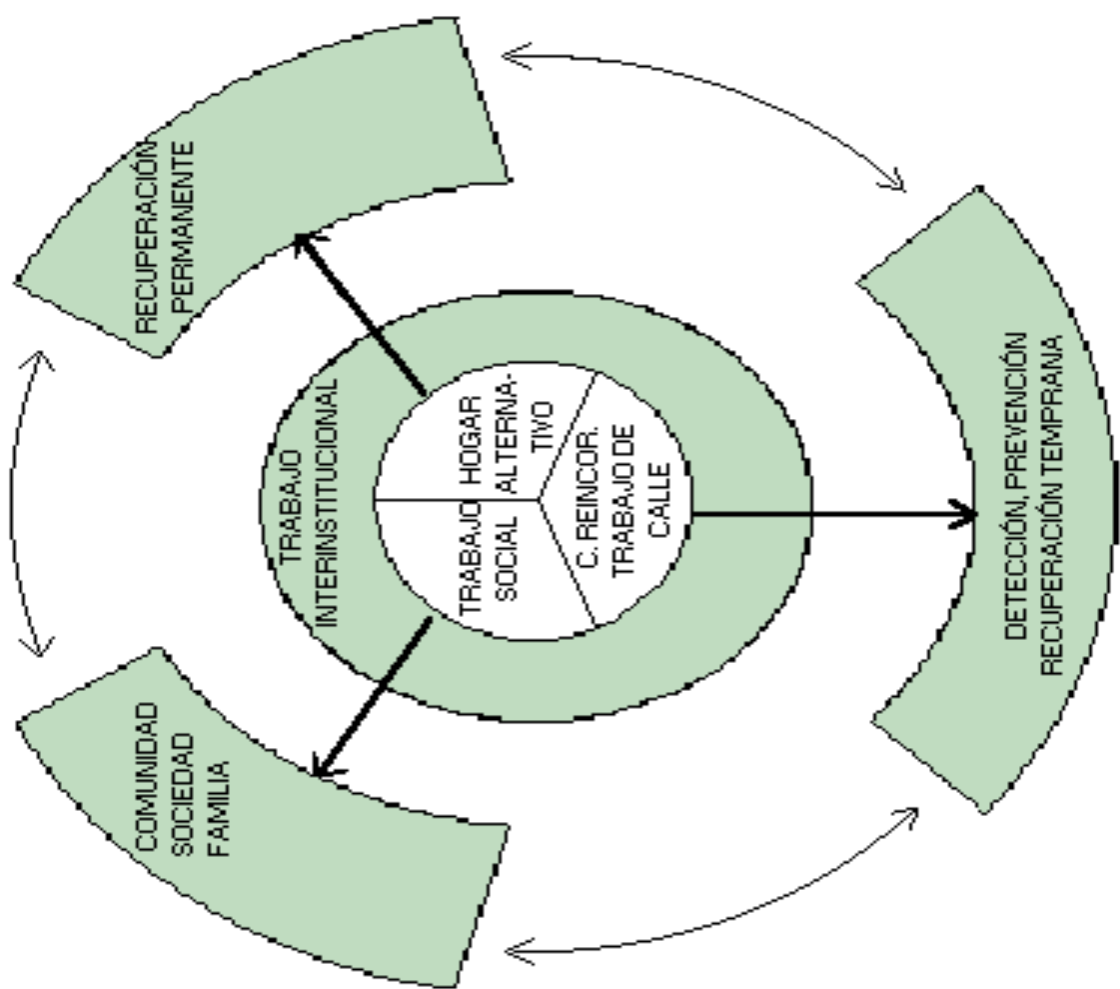 COMUNIDAD
SOCIEDAD
FAMILIA
RECUPERACIÓN
PERMANENTE
TRABAJO
INTERINSTITUCIONAL
TRABAJO
SOCIAL
HOGAR
ALTERNA-
TIVO
C. REINCOR.
TRABAJO DE
CALLE
DETECCIÓN, PREVENCIÓN
RECUPERACIÓN TEMPRANA